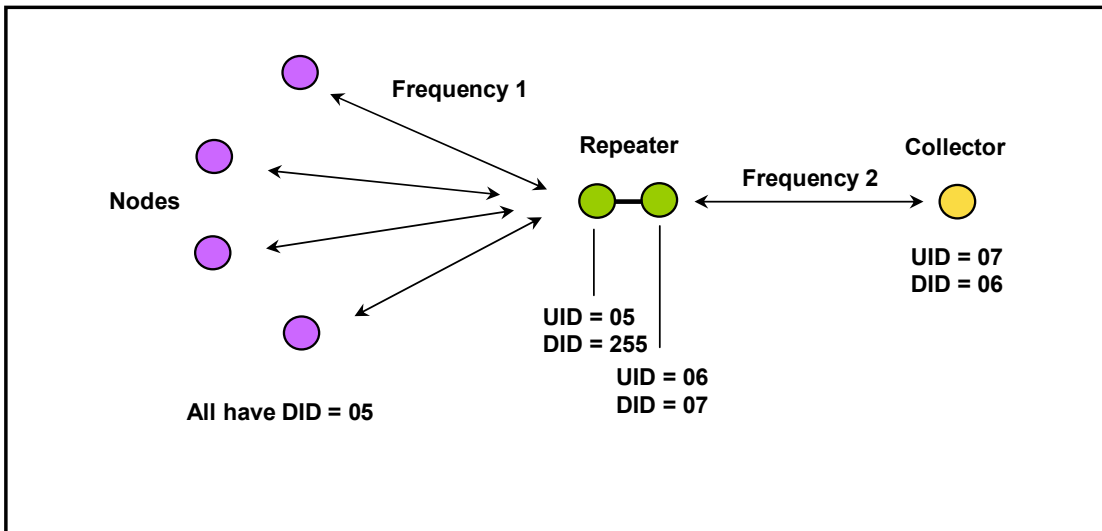 Frequency 1
Nodes
All have DID = 05
Repeater
UID = 05
DID = 255
UID = 06
DID = 07
Frequency 2
Collector
UID = 07
DID = 06